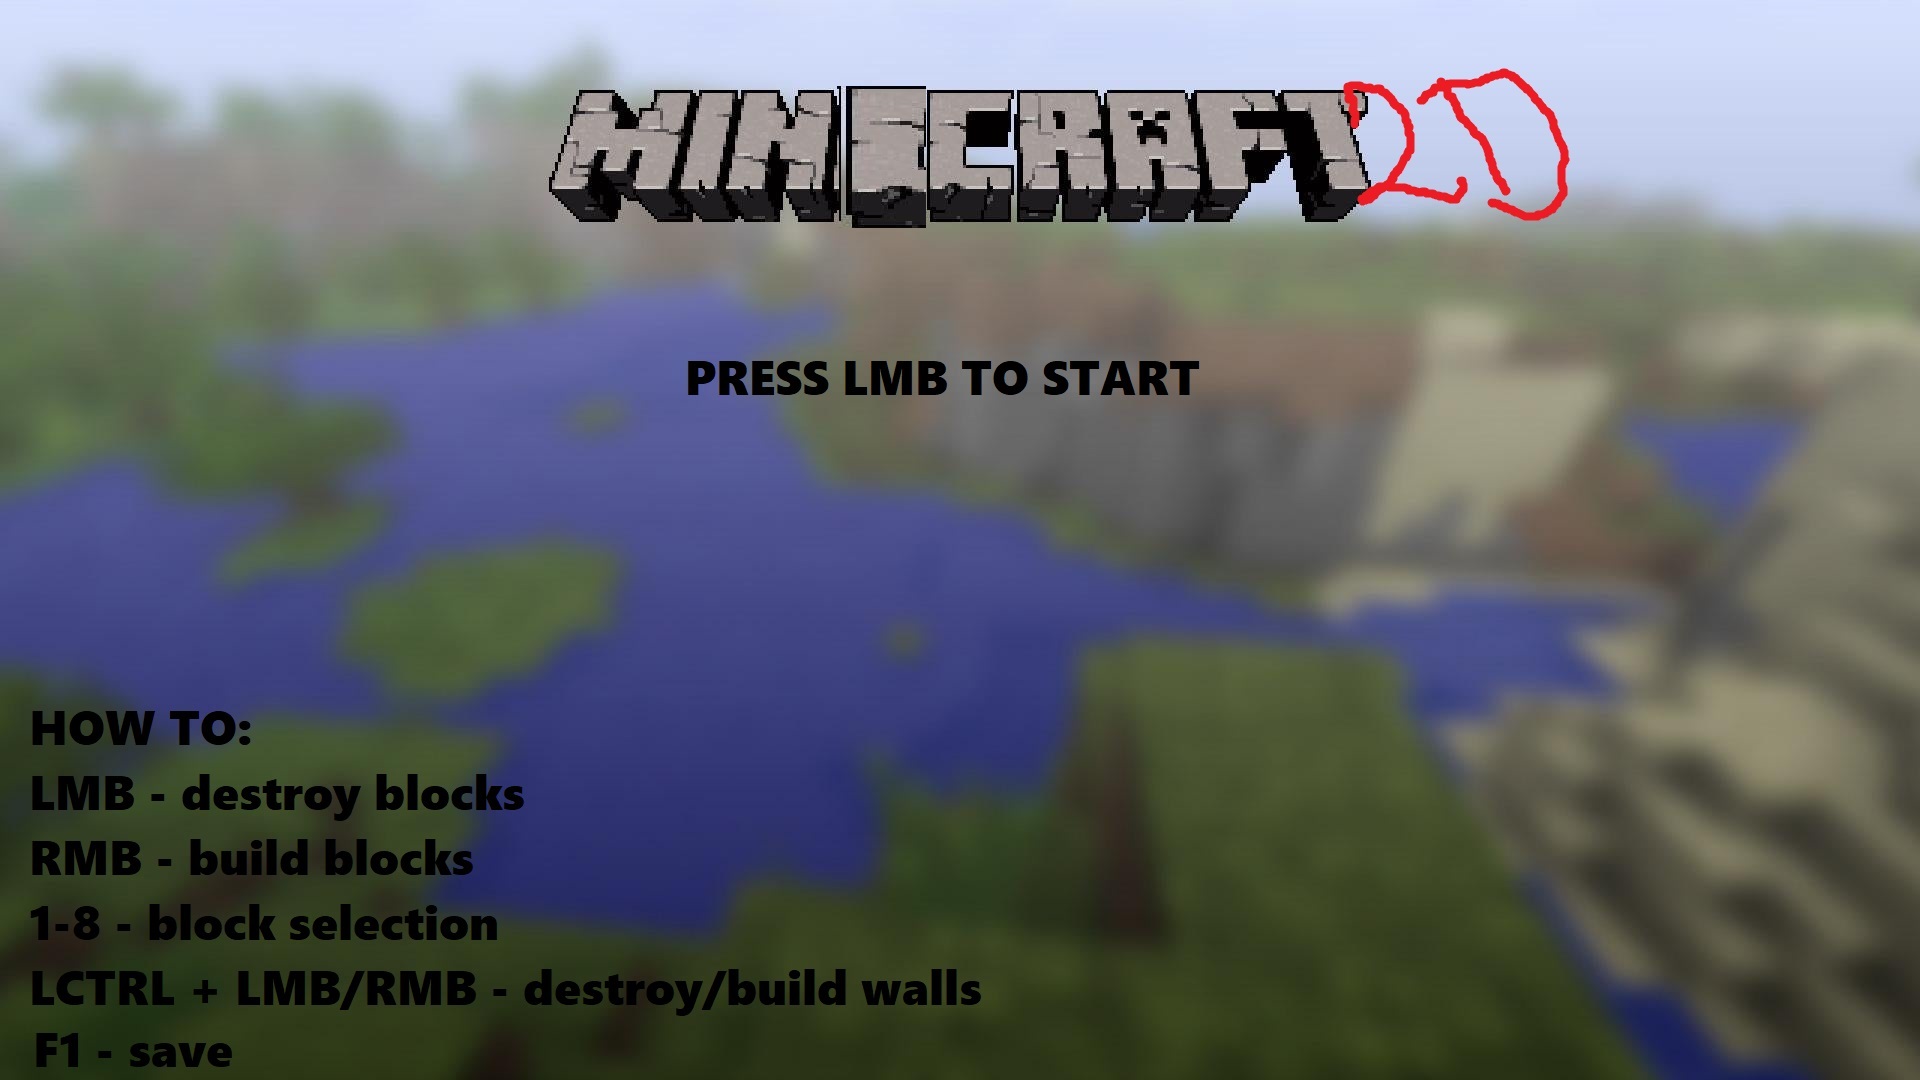 MINECRAFT 2D
PRESS LMB TO START
HOW TO:
LMB - destroy blocks
RMB - build blocks
1-8 - block selection
LCTRL + LMB/RMB - destroy/build walls
F1 - save